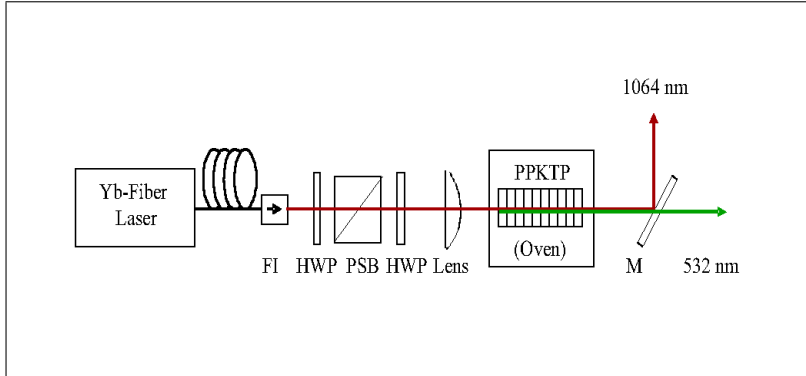 1064 nm
PPKTP
Yb-Fiber
Laser
(Oven)
FI
HWP
PSB
HWP
Lens
M
532 nm